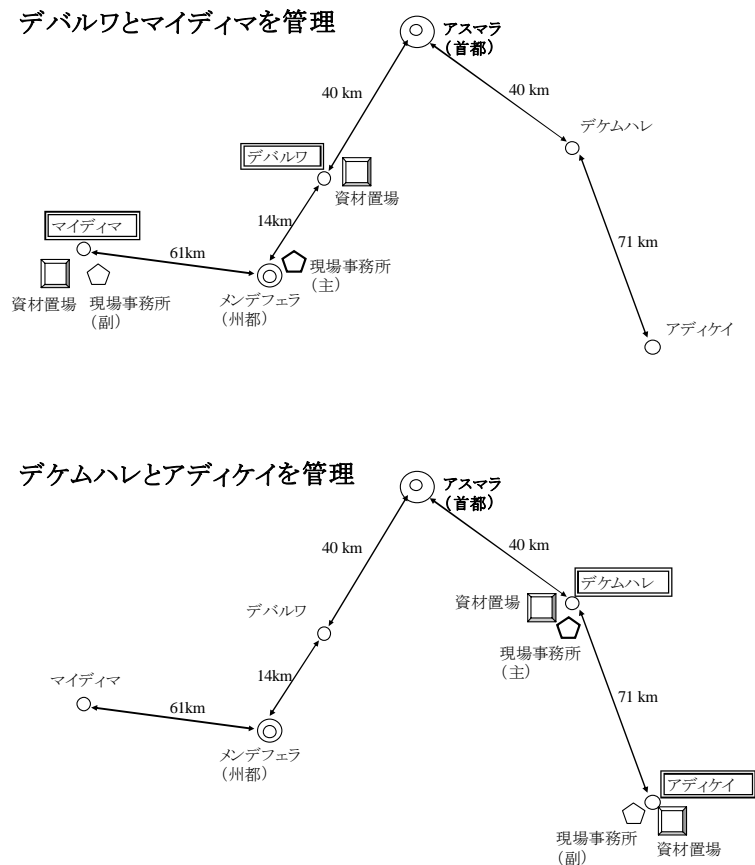 デバルワとマイディマを管理
アスマラ
(首都)
40 km
40 km
デケムハレ
デバルワ
資材置場
14km
71 km
マイディマ
61km
現場事務所
(主)
資材置場
現場事務所
(副)
メンデフェラ
(州都)
アディケイ
デケムハレとアディケイを管理
アスマラ
(首都)
40 km
40 km
デケムハレ
資材置場
デバルワ
現場事務所
(主)
14km
マイディマ
61km
71 km
メンデフェラ
(州都)
アディケイ
現場事務所
(副)
資材置場